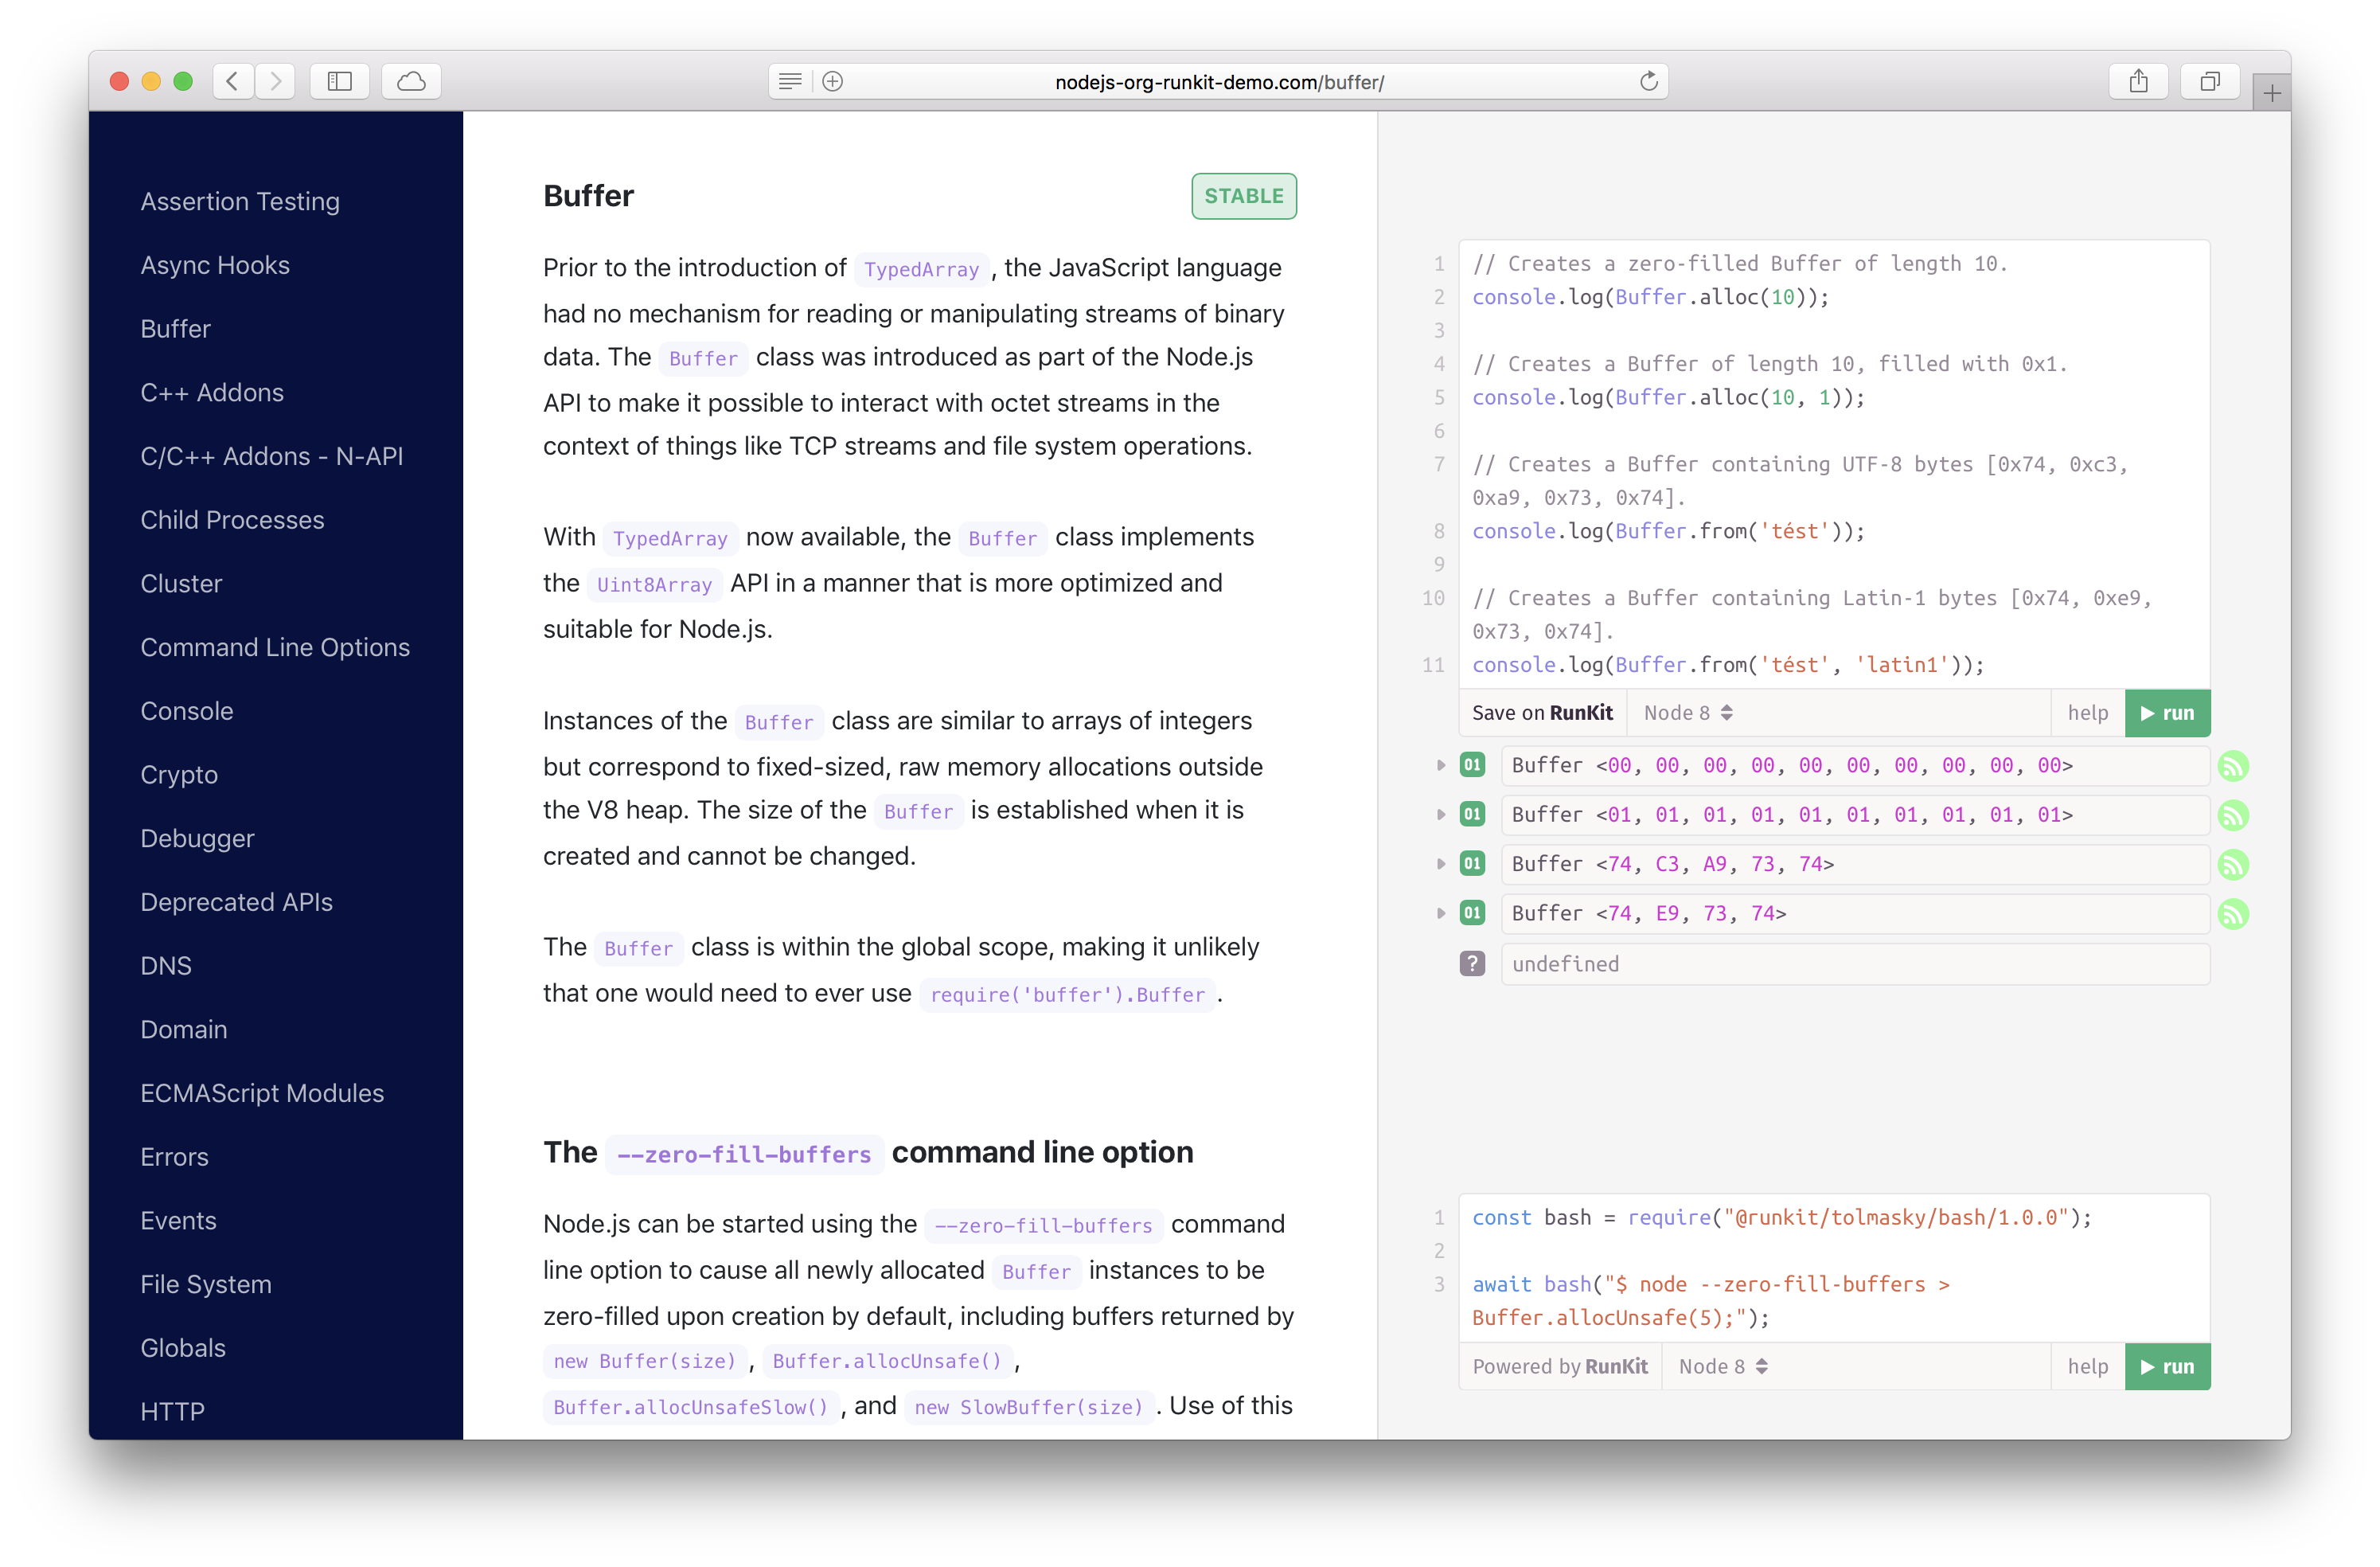 nodejs-org-runkit-demo.com/buffer/
Assertion Testing
Async Hooks
Buffer
C++ Addons
C/C++ Addons - N-API
Child Processes
Cluster
Command Line Options
Console
Crypto
Debugger
Deprecated APIs
DNS
Domain
ECMAScript Modules
Errors
Events
File System
Globals
HTTP
Buffer
STABLE
Prior to the introduction of TypedArray, the JavaScript language
had no mechanism for reading or manipulating streams of binary
data. The Buffer class was introduced as part of the Node.js
API to make it possible to interact with octet streams in the
context of things like TCP streams and file system operations.
With TypedArray now available, the Buffer class implements
the Uint8Array API in a manner that is more optimized and
suitable for Node.js.
Instances of the Buffer class are similar to arrays of integers
but correspond to fixed-sized, raw memory allocations outside
the V8 heap. The size of the Buffer is established when it is
created and cannot be changed.
The Buffer class is within the global scope, making it unlikely
that one would need to ever use require('buffer').Buffer.
The --zero-fill-buffers command line option
Node.js can be started using the --zero-fill-buffers command
line option to cause all newly allocated Buffer instances to be
zero-filled upon creation by default, including buffers returned by
new Buffer(size), Buffer.allocUnsafe(),
Buffer.allocUnsafeSlow(), and new SlowBuffer(size). Use of this
1 // Creates a zero-filled Buffer of length 10.
2 console.log(Buffer.alloc(10));
3
4 // Creates a Buffer of length 10, filled with 0x1.
5 console.log(Buffer.alloc(10, 1));
6
7 // Creates a Buffer containing UTF-8 bytes [0x74, 0xc3,
0xa9, 0x73, 0x74].
8 console.log(Buffer.from('tést'));
9
10 // Creates a Buffer containing Latin-1 bytes [0x74, 0xe9,
0x73, 0x74].
11 console.log(Buffer.from('tést', 'latin1'));
Save on RunKit Node 8 help run
01 Buffer <00, 00, 00, 00, 00, 00, 00, 00, 00, 00>
01 Buffer <01, 01, 01, 01, 01, 01, 01, 01, 01, 01>
01 Buffer <74, C3, A9, 73, 74>
01 Buffer <74, E9, 73, 74>
? undefined
1 const bash = require("@runkit/tolmasky/bash/1.0.0");
2
3 await bash("$ node --zero-fill-buffers >
Buffer.allocUnsafe(5);");
Powered by RunKit Node 8 help run